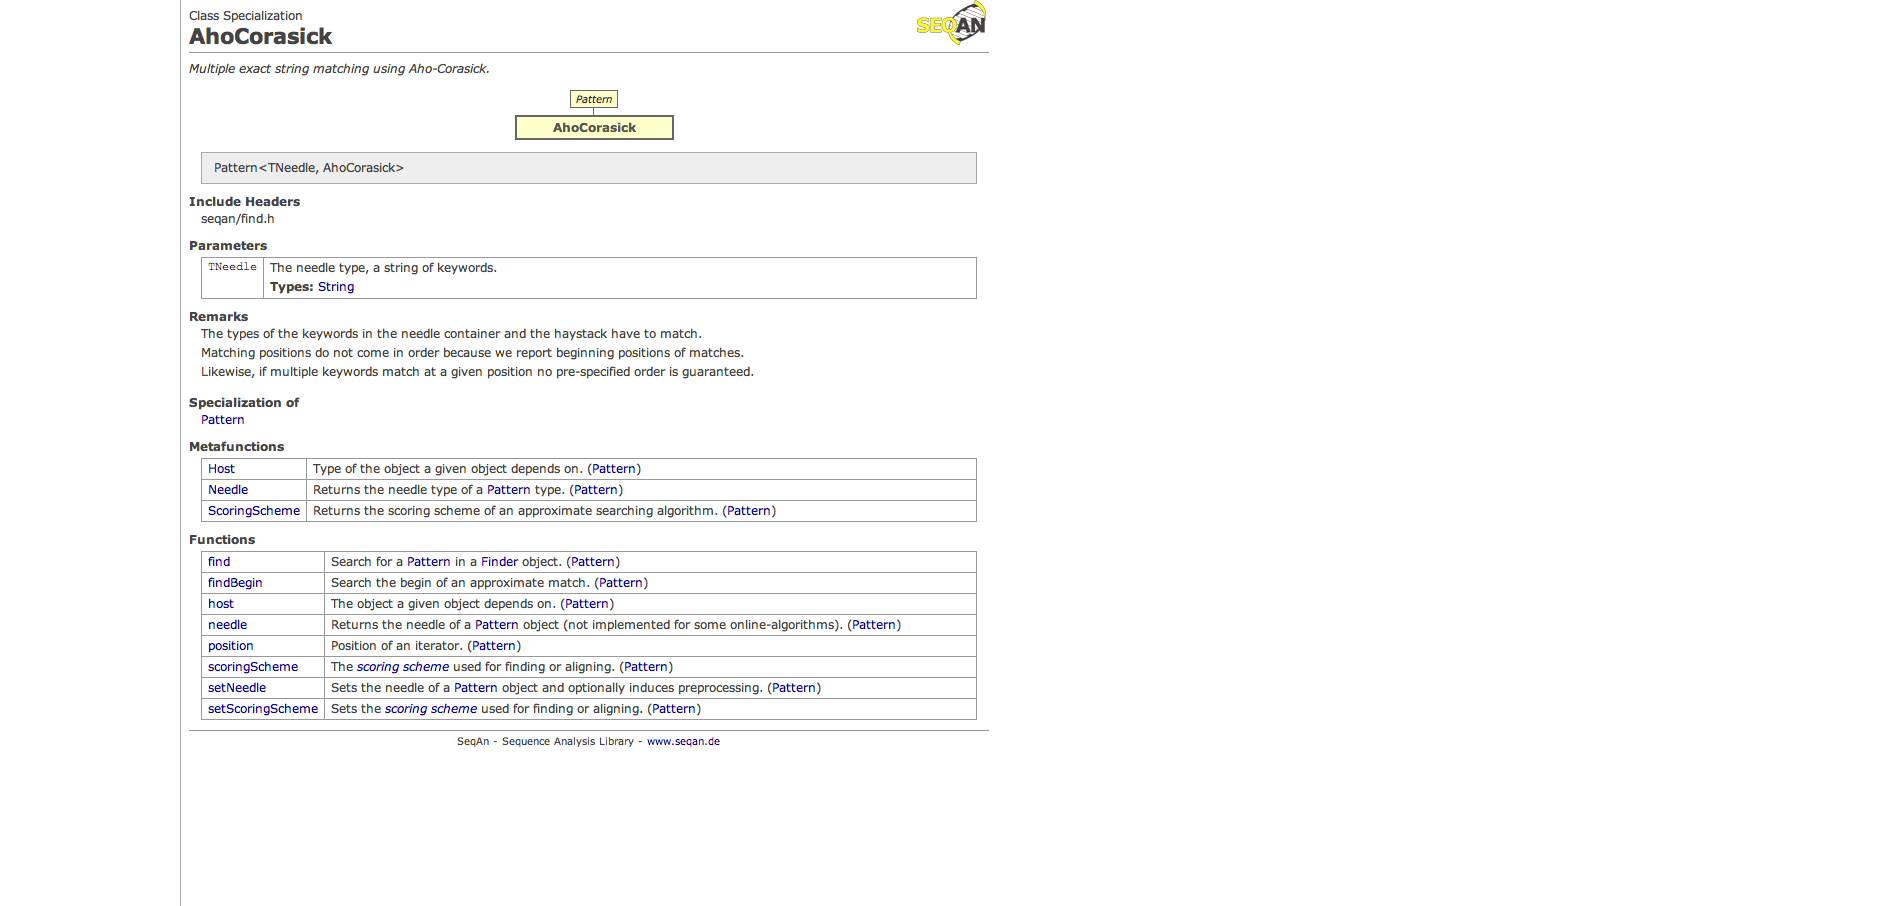 Class Specialization
AhoCorasick
SEQAN
Multiple exact string matching using Aho-Corasick.
Pattern
AhoCorasick
Pattern<TNeedle, AhoCorasick>
Include Headers
seqan/find.h
Parameters
TNeedle The needle type, a string of keywords.
Types: String
Remarks
The types of the keywords in the needle container and the haystack have to match.
Matching positions do not come in order because we report beginning positions of matches.
Likewise, if multiple keywords match at a given position no pre-specified order is guaranteed.
Specialization of
Pattern
Metafunctions
Host Type of the object a given object depends on. (Pattern)
Needle Returns the needle type of a Pattern type. (Pattern)
ScoringScheme Returns the scoring scheme of an approximate searching algorithm. (Pattern)
Functions
find Search for a Pattern in a Finder object. (Pattern)
findBegin Search the begin of an approximate match. (Pattern)
host The object a given object depends on. (Pattern)
needle Returns the needle of a Pattern object (not implemented for some online-algorithms). (Pattern)
position Position of an iterator. (Pattern)
scoringScheme The scoring scheme used for finding or aligning. (Pattern)
setNeedle Sets the needle of a Pattern object and optionally induces preprocessing. (Pattern)
setScoringScheme Sets the scoring scheme used for finding or aligning. (Pattern)
SeqAn - Sequence Analysis Library - www.seqan.de